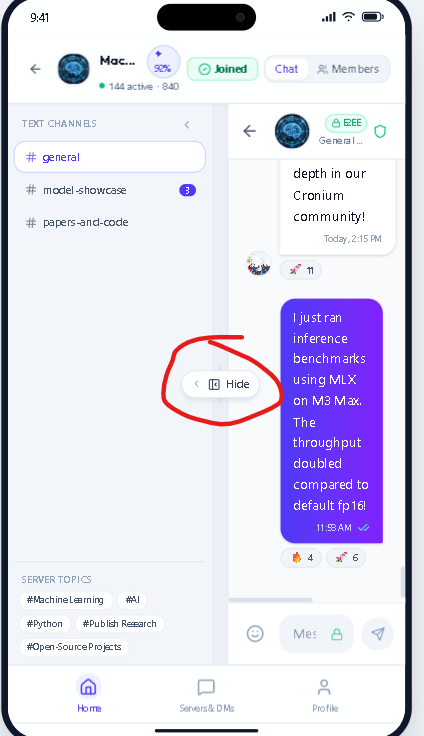 9:41
Mac...
92%
Joined
Chat
Members
144 active · 840
TEXT CHANNELS
# general
# model-showcase
3
# papers-and-code
SERVER TOPICS
#Machine Learning
#AI
#Python
#Publish Research
#Open-Source Projects
E2EE
General ...
depth in our
Cronium
community!
Today, 2:15 PM
11
I just ran
inference
benchmarks
using MLX
on M3 Max.
The
throughput
doubled
compared to
default fp16!
11:53 AM
4
6
Hide
Mes
Home
Servers & DMs
Profile